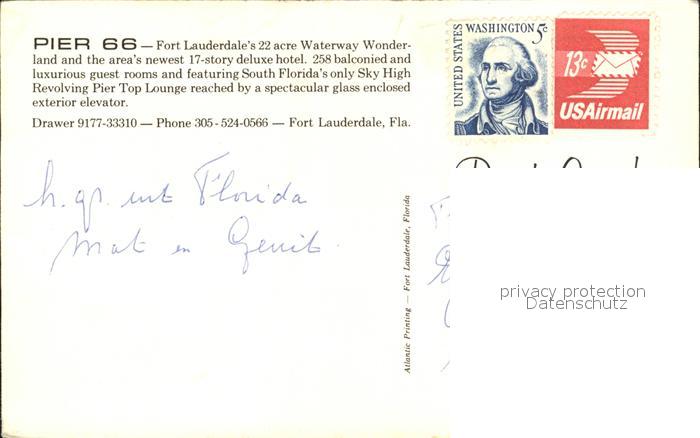 PIER 66 — Fort Lauderdale's 22 acre Waterway Wonder-
land and the area's newest 17-story deluxe hotel. 258 balconied and
luxurious guest rooms and featuring South Florida's only Sky High
Revolving Pier Top Lounge reached by a spectacular glass enclosed
exterior elevator.
Drawer 9177-33310 — Phone 305-524-0566 — Fort Lauderdale, Fla.
UNITED STATES
WASHINGTON 5c
13c
USAirmail
h. gr. uit Florida
Mat en Gerrit
Atlantic Printing — Fort Lauderdale, Florida
privacy protection
Datenschutz